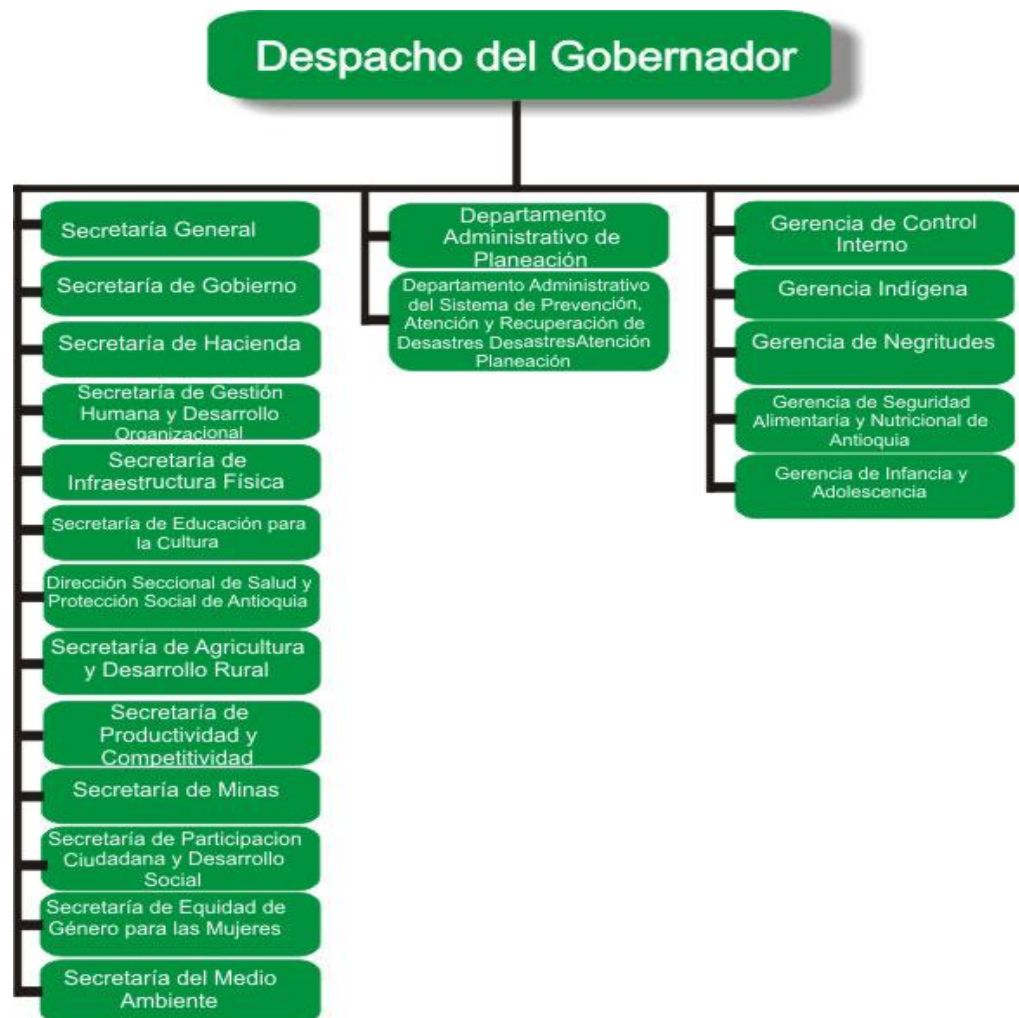 Despacho del Gobernador
Secretaría General
Secretaría de Gobierno
Secretaría de Hacienda
Secretaría de Gestión
Humana y Desarrollo
Organizacional
Secretaría de
Infraestructura Física
Secretaría de Educación para
la Cultura
Dirección Seccional de Salud y
Protección Social de Antioquia
Secretaría de Agricultura
y Desarrollo Rural
Secretaría de
Productividad y
Competitividad
Secretaría de Minas
Secretaría de Participacion
Ciudadana y Desarrollo
Social
Secretaría de Equidad de
Género para las Mujeres
Secretaría del Medio
Ambiente
Departamento
Administrativo de
Planeación
Departamento Administrativo
del Sistema de Prevención,
Atención y Recuperación de
Desastres DesastresAtención
Planeación
Gerencia de Control
Interno
Gerencia Indígena
Gerencia de Negritudes
Gerencia de Seguridad
Alimentaría y Nutricional de
Antioquia
Gerencia de Infancia y
Adolescencia